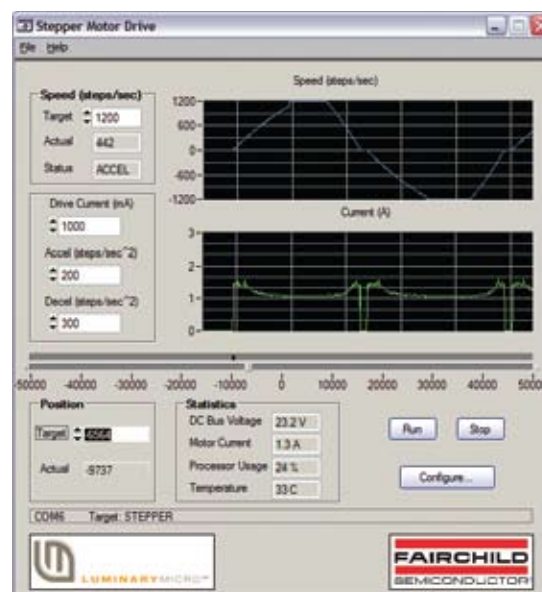 Stepper Motor Drive
File Help
Speed (steps/sec)
Target 1200
Actual 442
Status ACCEL
Drive Current (mA)
1000
Accel (steps/sec^2)
200
Decel (steps/sec^2)
300
Speed (steps/sec)
1200
600
0
-600
-1200
Current (A)
3
2
1
0
-50000 -40000 -30000 -20000 -10000 0 10000 20000 30000 40000 5000
Position
Target
Actual -9737
Statistics
DC Bus Voltage 23.2 V
Motor Current 1.3 A
Processor Usage 24 %
Temperature 33 C
Run Stop
Configure...
COM6 Target: STEPPER
LUMINARY MICRO™
FAIRCHILD
SEMICONDUCTOR